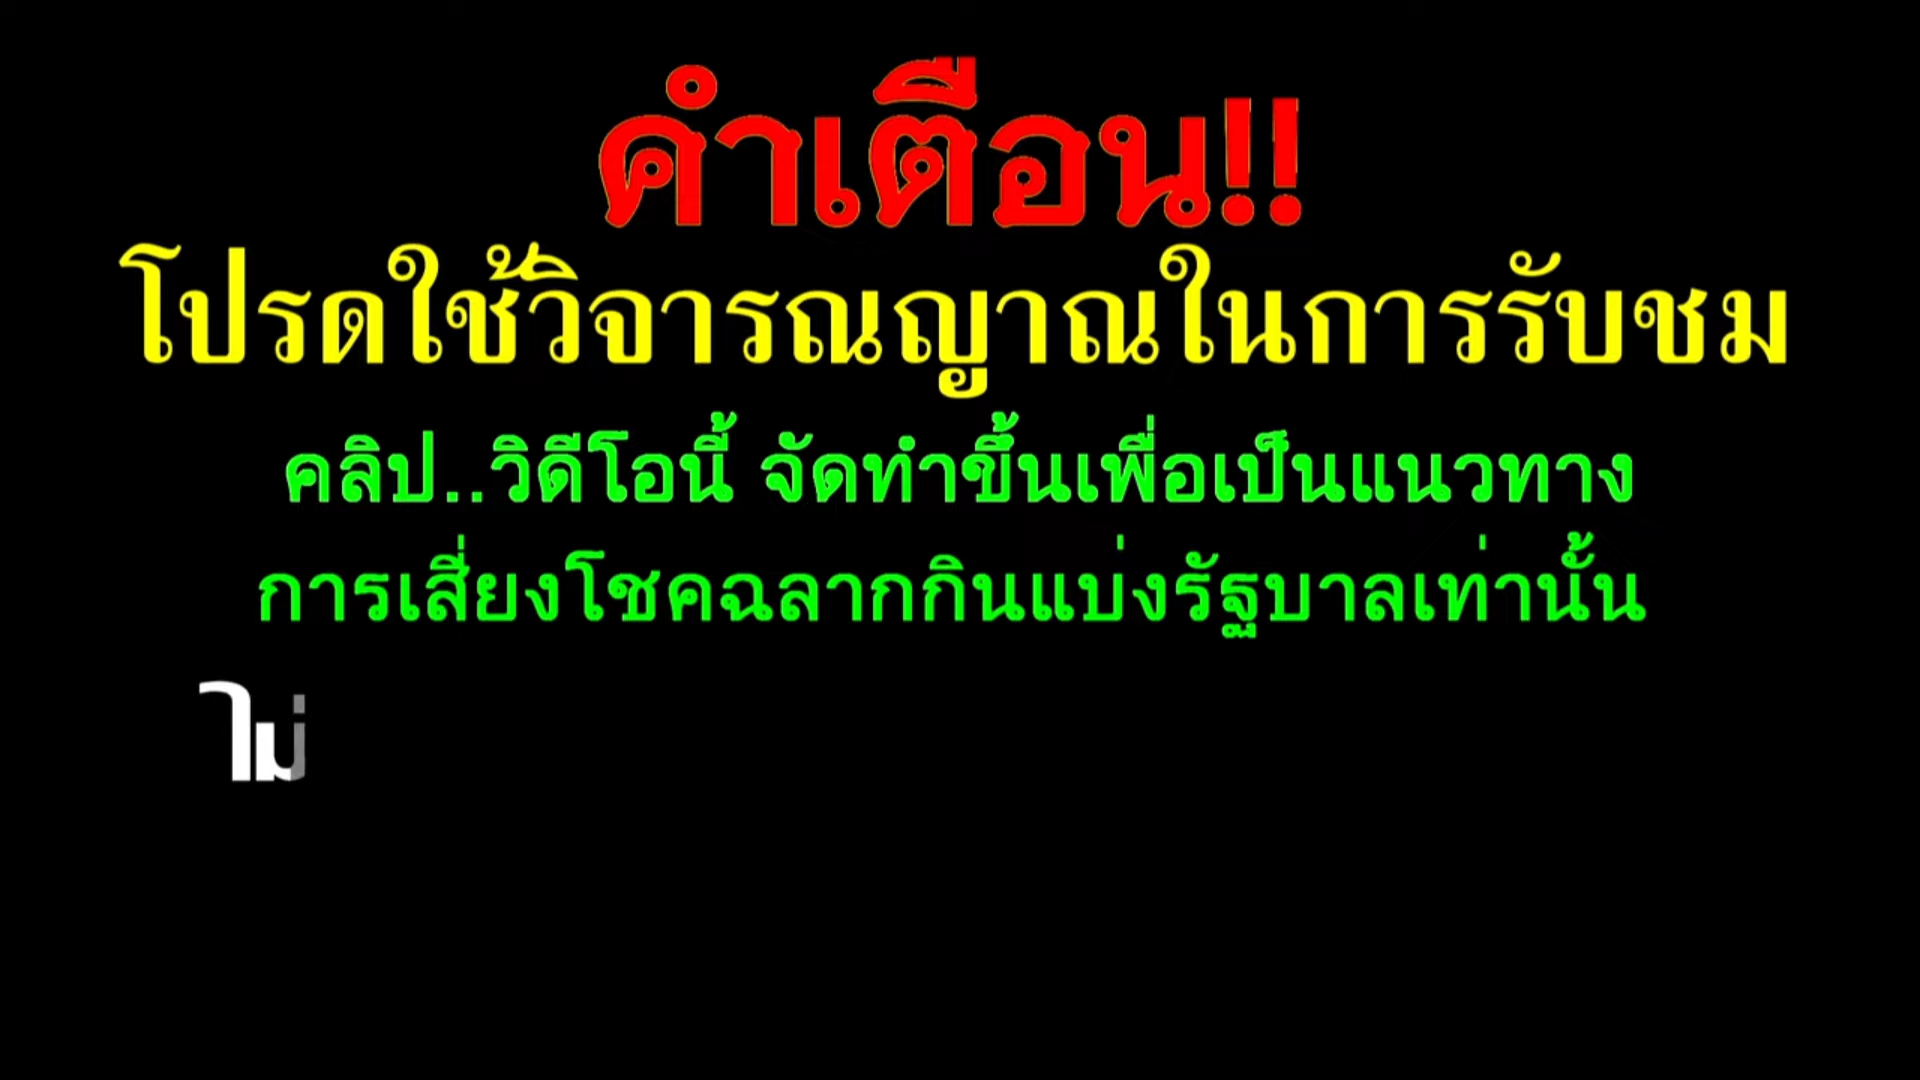 คำเตือน!!
โปรดใช้วิจารณญาณในการรับชม
คลิป..วิดีโอนี้ จัดทำขึ้นเพื่อเป็นแนวทาง
การเสี่ยงโชคฉลากกินแบ่งรัฐบาลเท่านั้น
ไม่